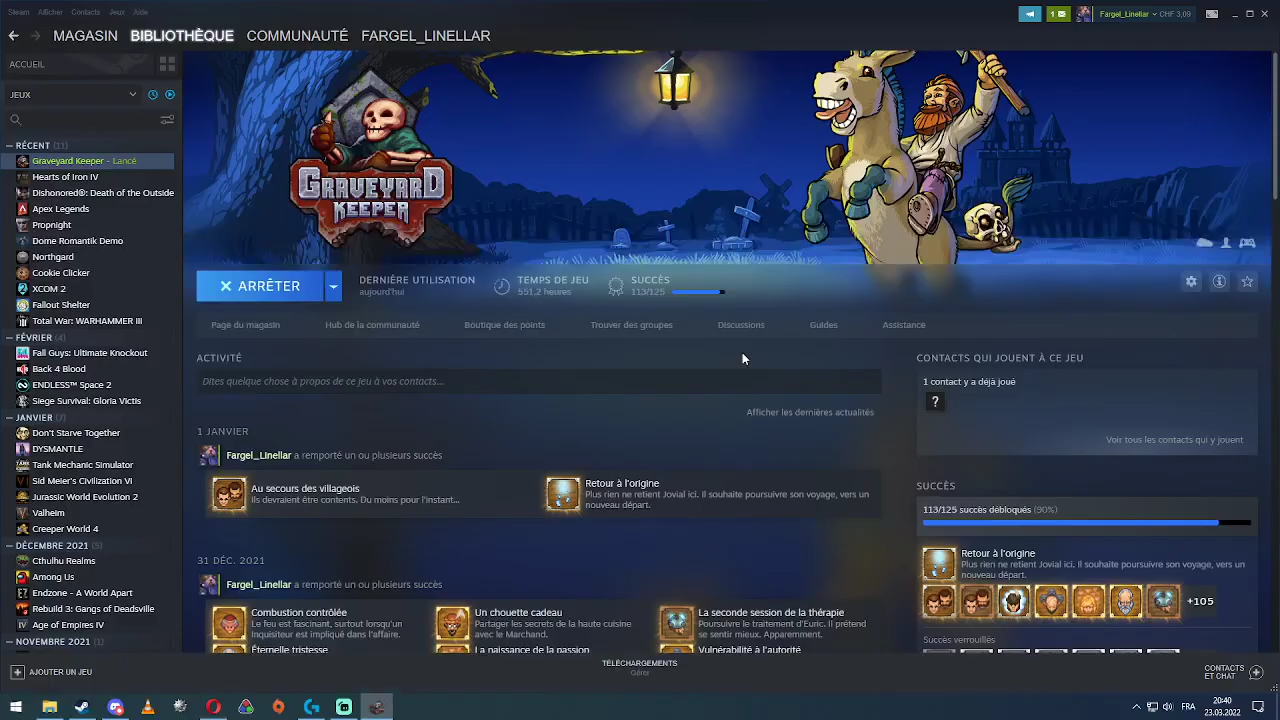 Steam Afficher Contacts Jeux Aide
1
Fargel_Linellar CHF 3,09
MAGASIN BIBLIOTHÈQUE COMMUNAUTÉ FARGEL_LINELLAR
ACCUEIL
JEUX
RÉCENT (11)
Graveyard Keeper - Lancé
Hearts of Iron IV
Dishonored®: Death of the Outside
Apex Legends
Pronight
Dome Romantik Demo
Core Keeper
Cookie Clicker
XCOM 2
Fallout Shelter
Total War: WARHAMMER III
FÉVRIER (4)
Fall Guys: Ultimate Knockout
ENDLESS™ Space 2
Siege Survival: Gloria Victis
JANVIER (7)
Don't Starve Together
DYSMANTLE
Tank Mechanic Simulator
Jurassic World Evolution 2
Valheim
Creeper World 4
DÉCEMBRE 2021 (5)
Cthulhu Realms
Among Us
Rebuild 3: Gangs of Deadsville
Age of Empires IV
NOVEMBRE 2021 (1)
AJOUTER UN JEU
GRAVEYARD
KEEPER
ARRÊTER
DERNIÈRE UTILISATION
aujourd'hui
TEMPS DE JEU
551,2 heures
SUCCÈS
113/125
Page du magasin Hub de la communauté Boutique des points Trouver des groupes Discussions Guides Assistance
ACTIVITÉ
Dites quelque chose à propos de ce jeu à vos contacts...
Afficher les dernières actualités
1 JANVIER
Fargel_Linellar a remporté un ou plusieurs succès
Au secours des villageois
Ils devraient être contents. Du moins pour l'instant...
Retour à l'origine
Plus rien ne retient Jovial ici. Il souhaite poursuivre son voyage, vers un
nouveau départ.
31 DÉC. 2021
Fargel_Linellar a remporté un ou plusieurs succès
Combustion contrôlée
Le feu est fascinant, surtout lorsqu'un
Inquisiteur est impliqué dans l'affaire.
Un chouette cadeau
Partager les secrets de la haute cuisine
avec le Marchand.
La seconde session de la thérapie
Poursuivre le traitement d'Euric. Il prétend
se sentir mieux. Apparemment.
Éternelle tristesse
La naissance de la passion
Vulnérabilité à l'autorité
CONTACTS QUI JOUENT À CE JEU
1 contact y a déjà joué
?
Voir tous les contacts qui y jouent
SUCCÈS
113/125 succès débloqués (90%)
Retour à l'origine
Plus rien ne retient Jovial ici. Il souhaite poursuivre son voyage, vers un
nouveau départ.
+105
Succès verrouillés
TÉLÉCHARGEMENTS
Gérer
CONTACTS
ET CHAT
FRA
20:40
23.03.2022